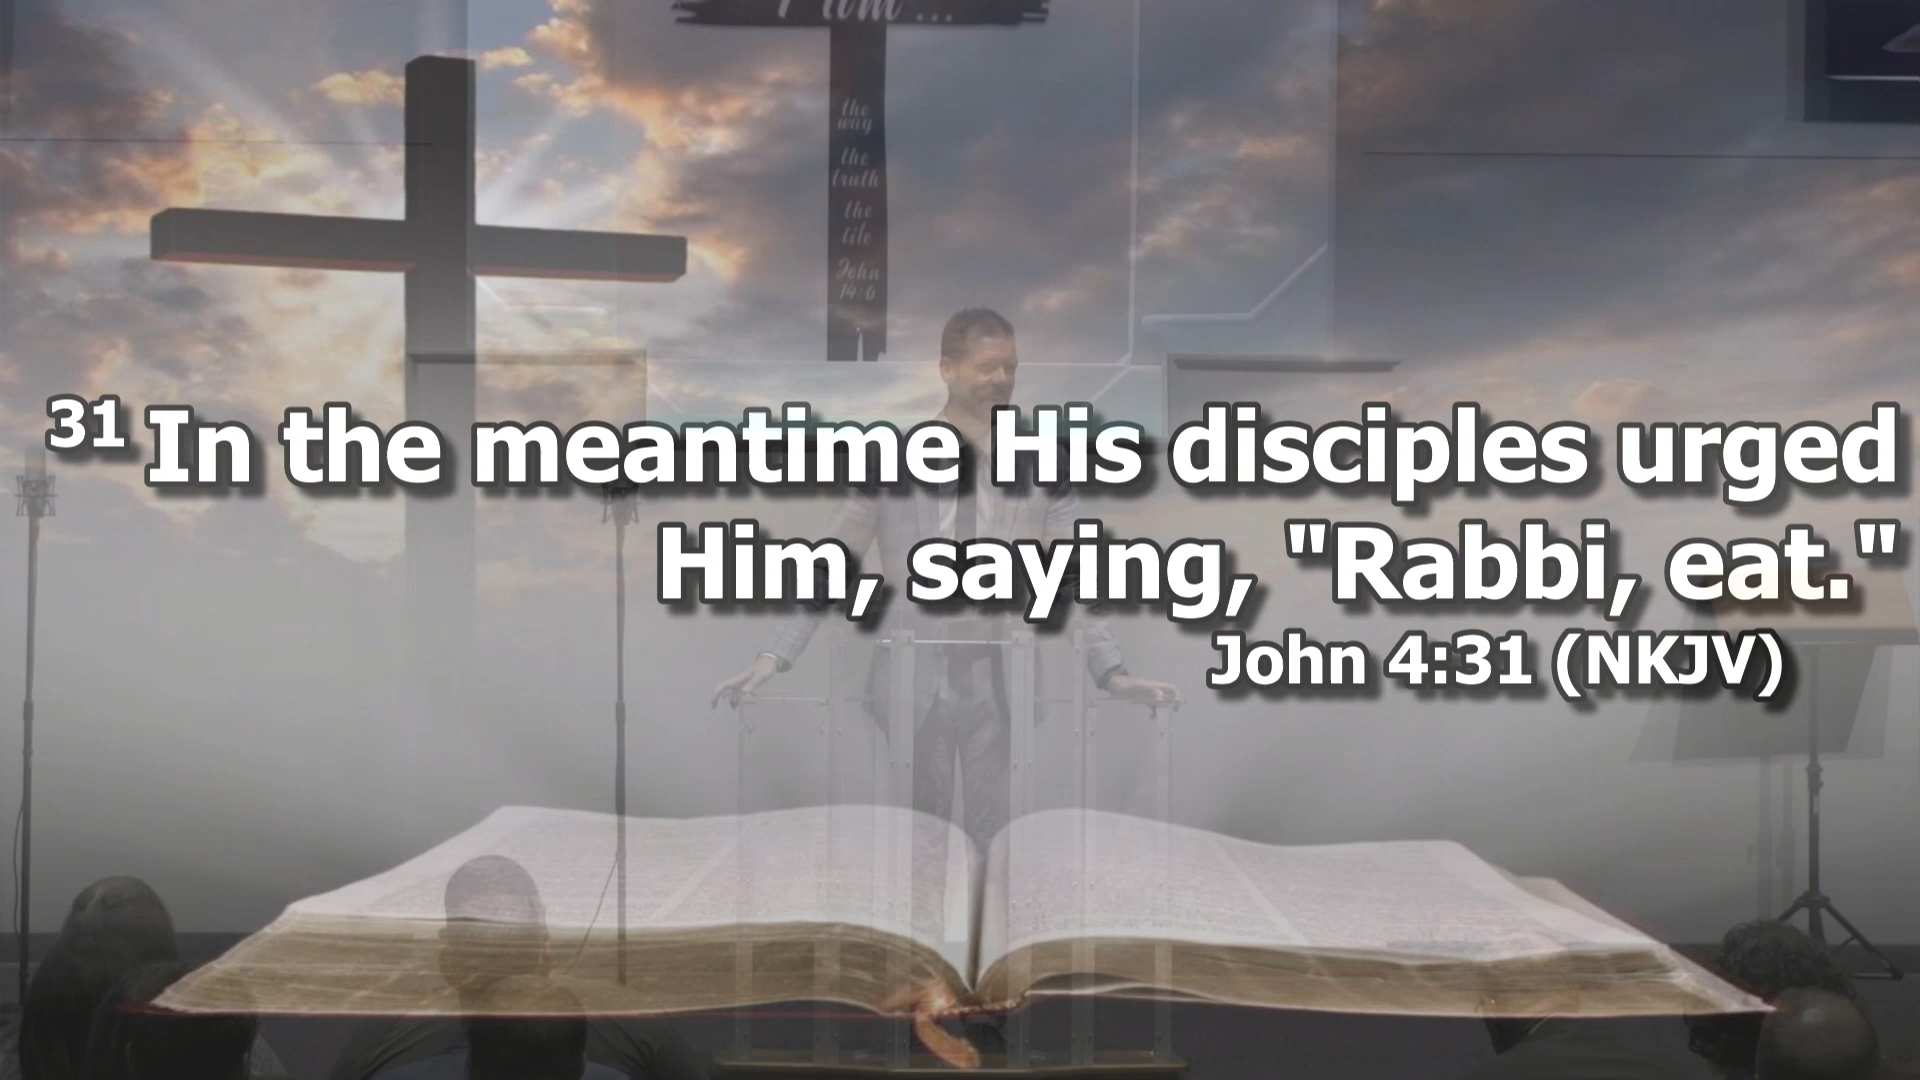 I am...
the
way
the
truth
the
life
John
14:6
31 In the meantime His disciples urged
Him, saying, "Rabbi, eat."
John 4:31 (NKJV)